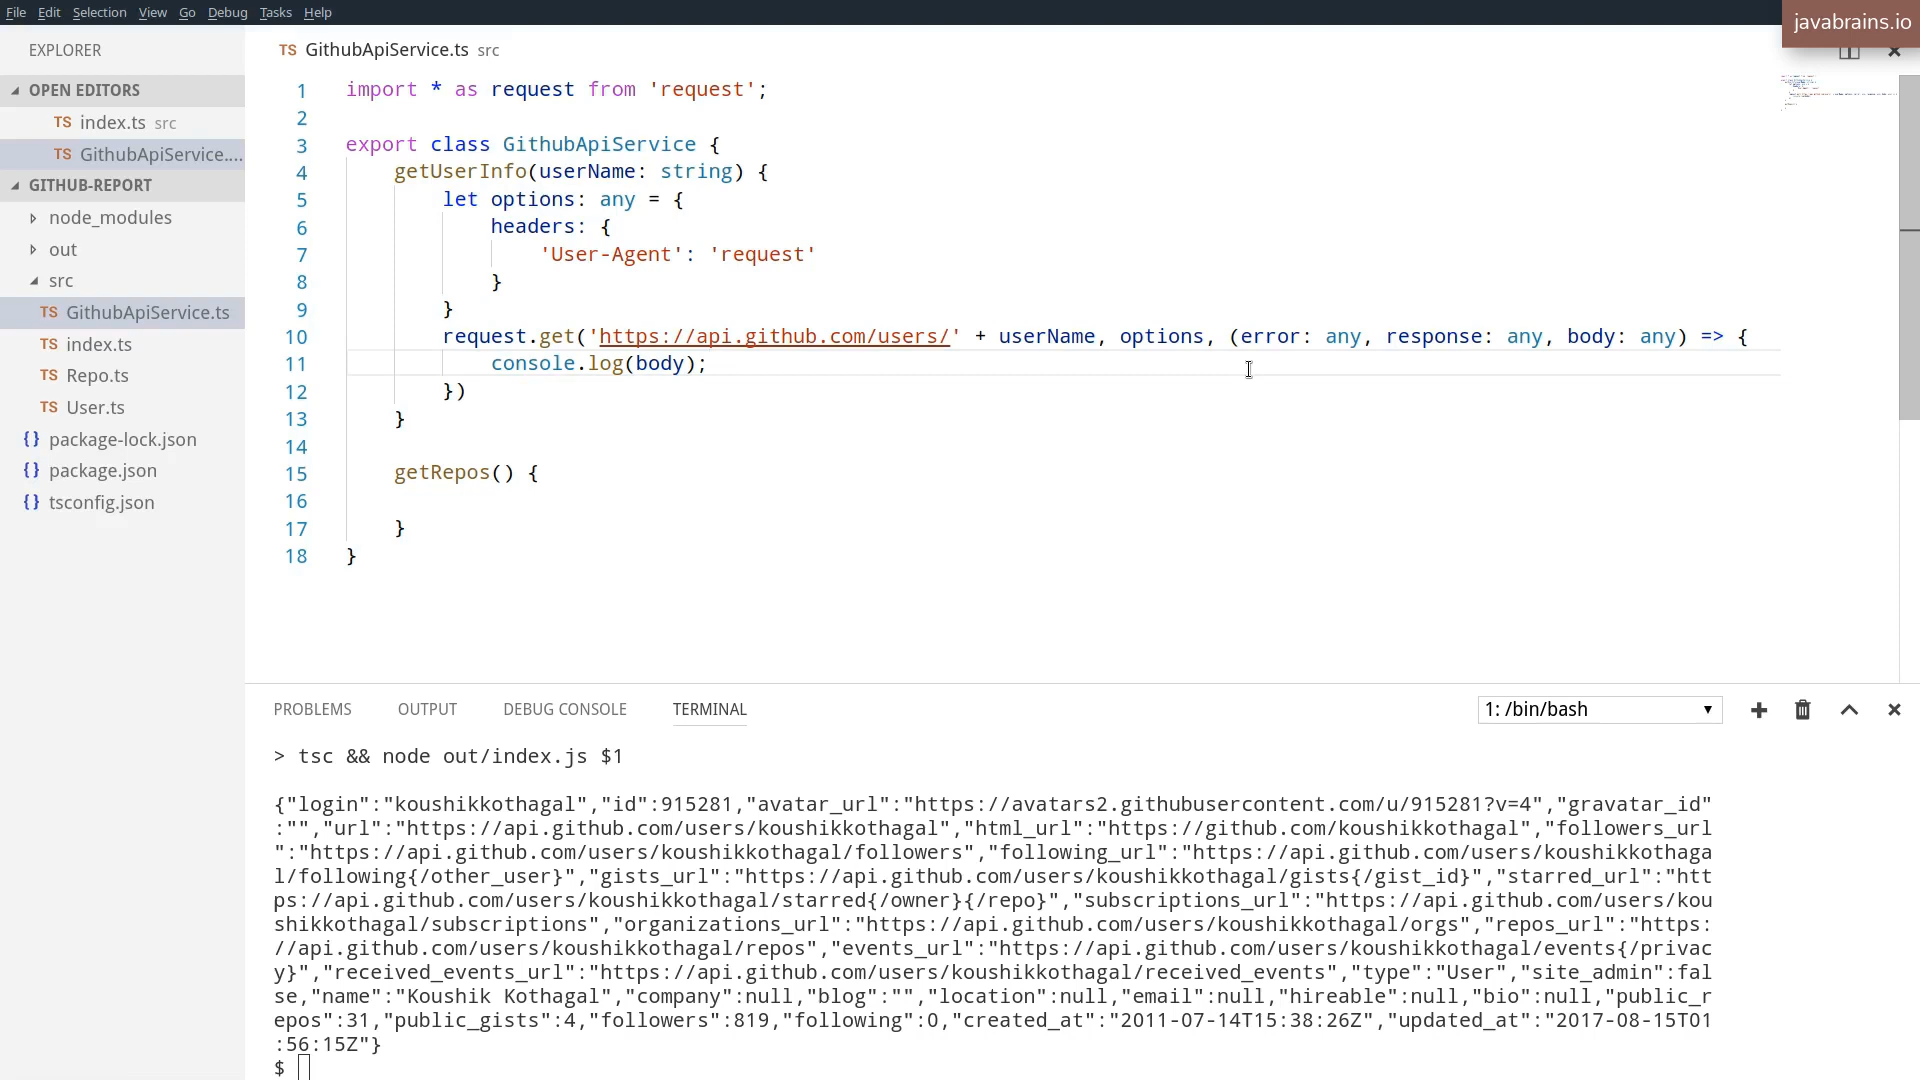 File Edit Selection View Go Debug Tasks Help
javabrains.io
EXPLORER
OPEN EDITORS
TS index.ts src
TS GithubApiService....
GITHUB-REPORT
node_modules
out
src
TS GithubApiService.ts
TS index.ts
TS Repo.ts
TS User.ts
{} package-lock.json
{} package.json
{} tsconfig.json
TS GithubApiService.ts src
1 import * as request from 'request';
2
3 export class GithubApiService {
4     getUserInfo(userName: string) {
5         let options: any = {
6             headers: {
7                 'User-Agent': 'request'
8             }
9         }
10         request.get('https://api.github.com/users/' + userName, options, (error: any, response: any, body: any) => {
11             console.log(body);
12         })
13     }
14
15     getRepos() {
16
17     }
18 }
PROBLEMS OUTPUT DEBUG CONSOLE TERMINAL 1: /bin/bash
> tsc && node out/index.js $1
{"login":"koushikkothagal","id":915281,"avatar_url":"https://avatars2.githubusercontent.com/u/915281?v=4","gravatar_id"
:"","url":"https://api.github.com/users/koushikkothagal","html_url":"https://github.com/koushikkothagal","followers_url
":"https://api.github.com/users/koushikkothagal/followers","following_url":"https://api.github.com/users/koushikkothaga
l/following{/other_user}","gists_url":"https://api.github.com/users/koushikkothagal/gists{/gist_id}","starred_url":"htt
ps://api.github.com/users/koushikkothagal/starred{/owner}{/repo}","subscriptions_url":"https://api.github.com/users/kou
shikkothagal/subscriptions","organizations_url":"https://api.github.com/users/koushikkothagal/orgs","repos_url":"https:
//api.github.com/users/koushikkothagal/repos","events_url":"https://api.github.com/users/koushikkothagal/events{/privac
y}","received_events_url":"https://api.github.com/users/koushikkothagal/received_events","type":"User","site_admin":fal
se,"name":"Koushik Kothagal","company":null,"blog":"","location":null,"email":null,"hireable":null,"bio":null,"public_r
epos":31,"public_gists":4,"followers":819,"following":0,"created_at":"2011-07-14T15:38:26Z","updated_at":"2017-08-15T01
:56:15Z"}
$